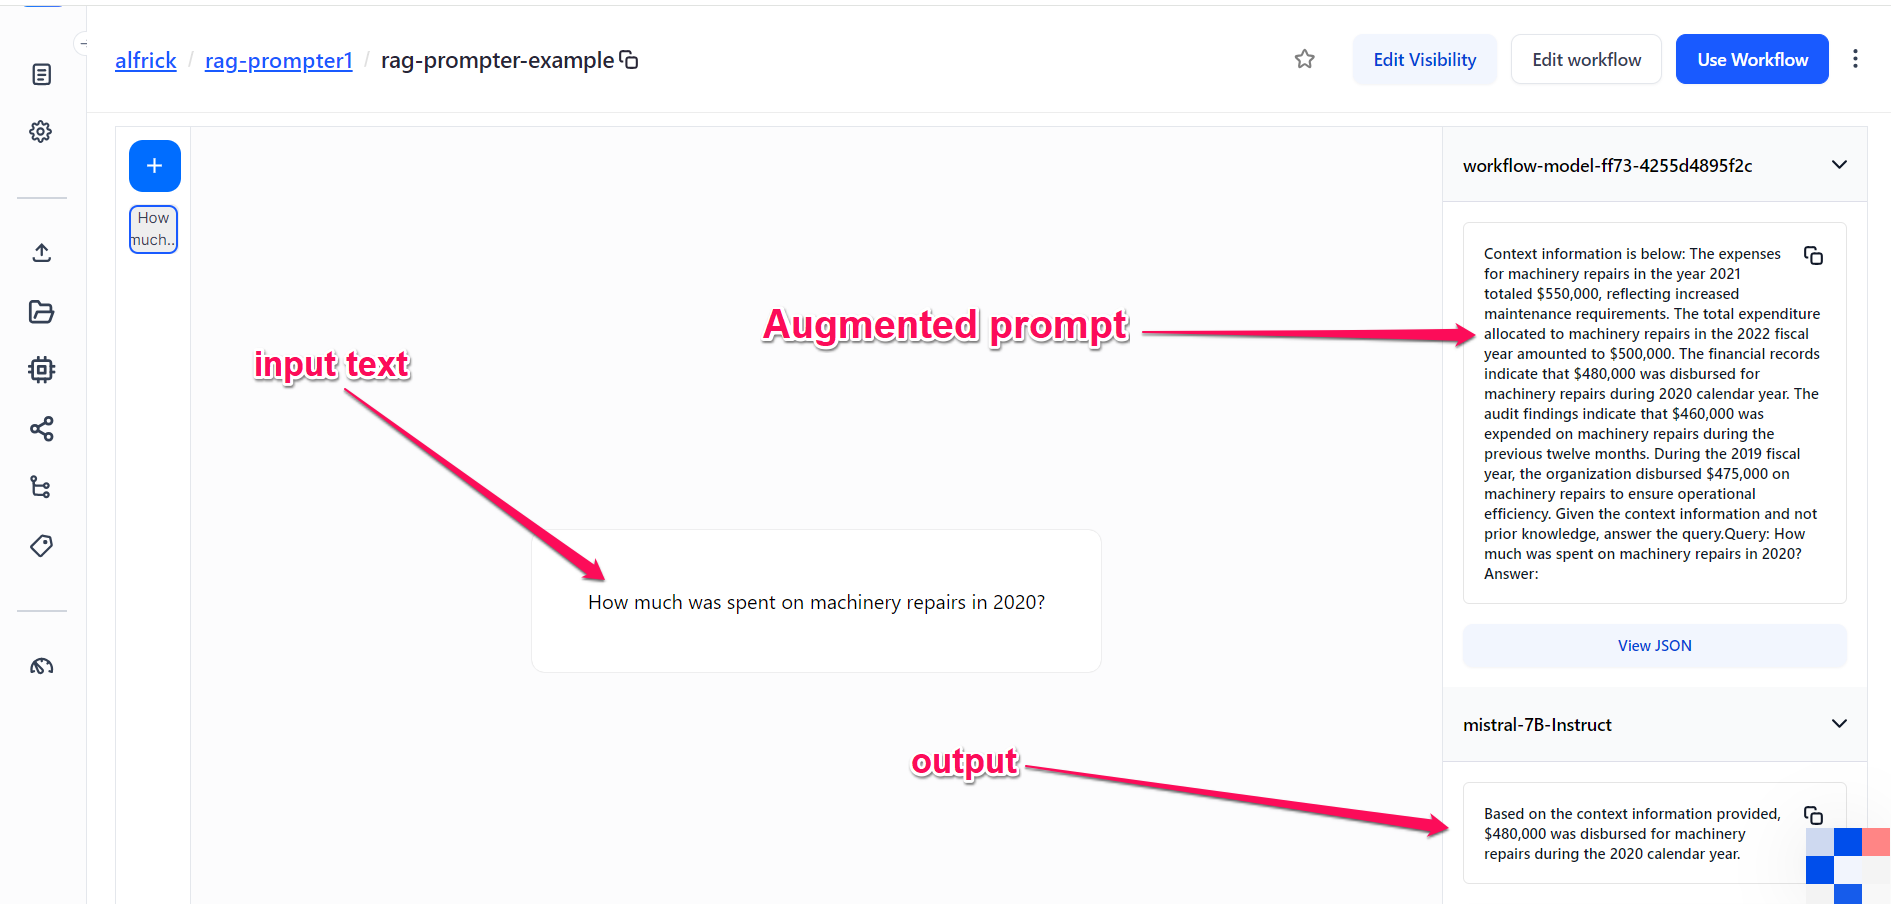 alfrick / rag-prompter1 / rag-prompter-example
Edit Visibility
Edit workflow
Use Workflow
+
How
much..
input text
Augmented prompt
How much was spent on machinery repairs in 2020?
output
workflow-model-ff73-4255d4895f2c
Context information is below: The expenses
for machinery repairs in the year 2021
totaled $550,000, reflecting increased
maintenance requirements. The total expenditure
allocated to machinery repairs in the 2022 fiscal
year amounted to $500,000. The financial records
indicate that $480,000 was disbursed for
machinery repairs during 2020 calendar year. The
audit findings indicate that $460,000 was
expended on machinery repairs during the
previous twelve months. During the 2019 fiscal
year, the organization disbursed $475,000 on
machinery repairs to ensure operational
efficiency. Given the context information and not
prior knowledge, answer the query.Query: How
much was spent on machinery repairs in 2020?
Answer:
View JSON
mistral-7B-Instruct
Based on the context information provided,
$480,000 was disbursed for machinery
repairs during the 2020 calendar year.